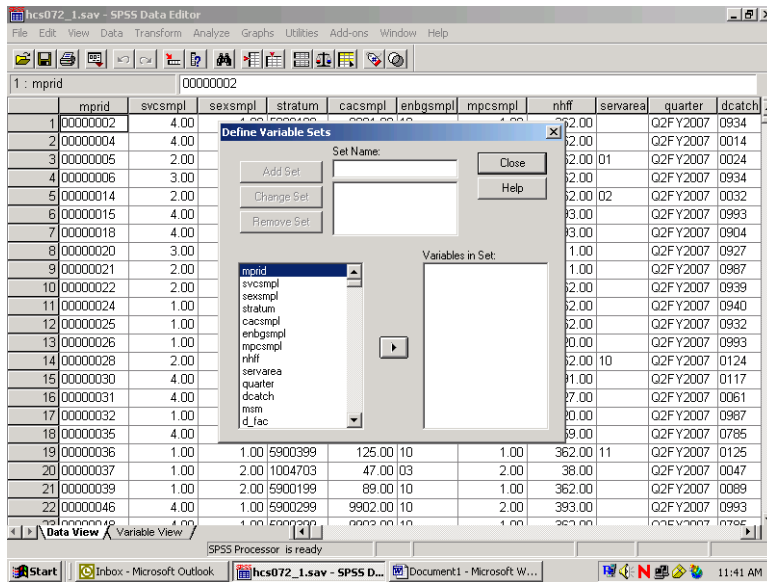 hcs072_1.sav - SPSS Data Editor
File Edit View Data Transform Analyze Graphs Utilities Add-ons Window Help
1 : mprid 00000002
mprid svcsmpl sexsmpl stratum cacsmpl enbgsmpl mpcsmpl nhff servarea quarter dcatch
1 00000002 4.00 Q2FY2007 0934
2 00000004 4.00 Q2FY2007 0014
3 00000005 2.00 01 Q2FY2007 0024
4 00000006 3.00 Q2FY2007 0934
5 00000014 2.00 02 Q2FY2007 0032
6 00000015 4.00 Q2FY2007 0993
7 00000018 4.00 Q2FY2007 0904
8 00000020 3.00 1.00 Q2FY2007 0927
9 00000021 2.00 1.00 Q2FY2007 0987
10 00000022 2.00 Q2FY2007 0939
11 00000024 1.00 Q2FY2007 0940
12 00000025 1.00 Q2FY2007 0932
13 00000026 1.00 Q2FY2007 0993
14 00000028 2.00 10 Q2FY2007 0124
15 00000030 4.00 Q2FY2007 0117
16 00000031 4.00 Q2FY2007 0061
17 00000032 1.00 Q2FY2007 0987
18 00000035 4.00 Q2FY2007 0785
19 00000036 1.00 1.00 5900399 125.00 10 1.00 362.00 11 Q2FY2007 0125
20 00000037 1.00 2.00 1004703 47.00 03 2.00 38.00 Q2FY2007 0047
21 00000039 1.00 2.00 5900199 89.00 10 1.00 362.00 Q2FY2007 0089
22 00000046 4.00 1.00 5900299 9902.00 10 2.00 393.00 Q2FY2007 0993
Define Variable Sets
Set Name:
Add Set
Change Set
Remove Set
Close
Help
Variables in Set:
mprid
svcsmpl
sexsmpl
stratum
cacsmpl
enbgsmpl
mpcsmpl
nhff
servarea
quarter
dcatch
msm
d_fac
Data View Variable View
SPSS Processor is ready
Start Inbox - Microsoft Outlook hcs072_1.sav - SPSS D... Document1 - Microsoft W... 11:41 AM